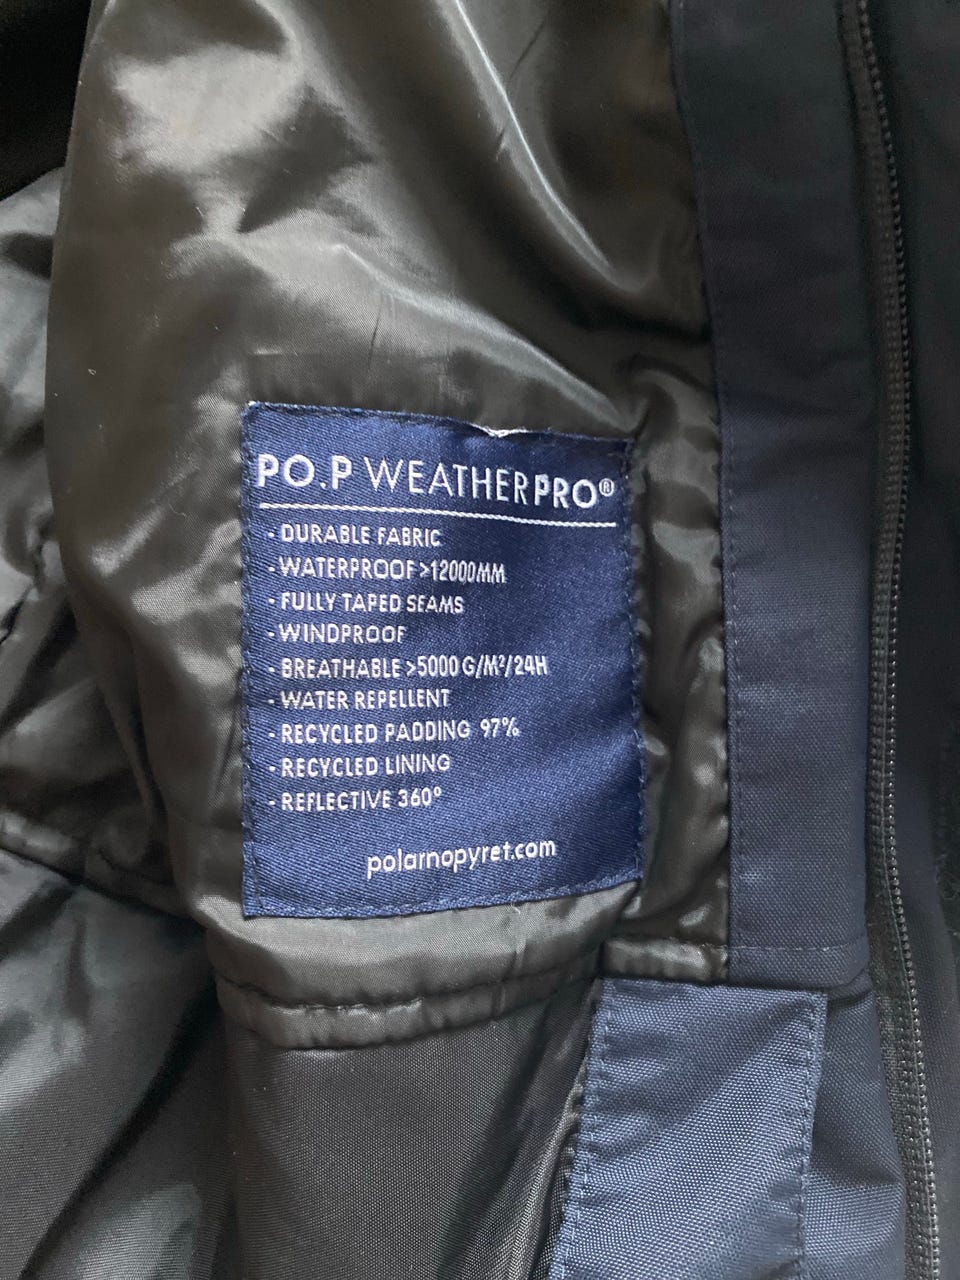 PO.P WEATHERPRO®
- DURABLE FABRIC
- WATERPROOF >12000MM
- FULLY TAPED SEAMS
- WINDPROOF
- BREATHABLE >5000 G/M²/24H
- WATER REPELLENT
- RECYCLED PADDING 97%
- RECYCLED LINING
- REFLECTIVE 360°
polarnopyret.com